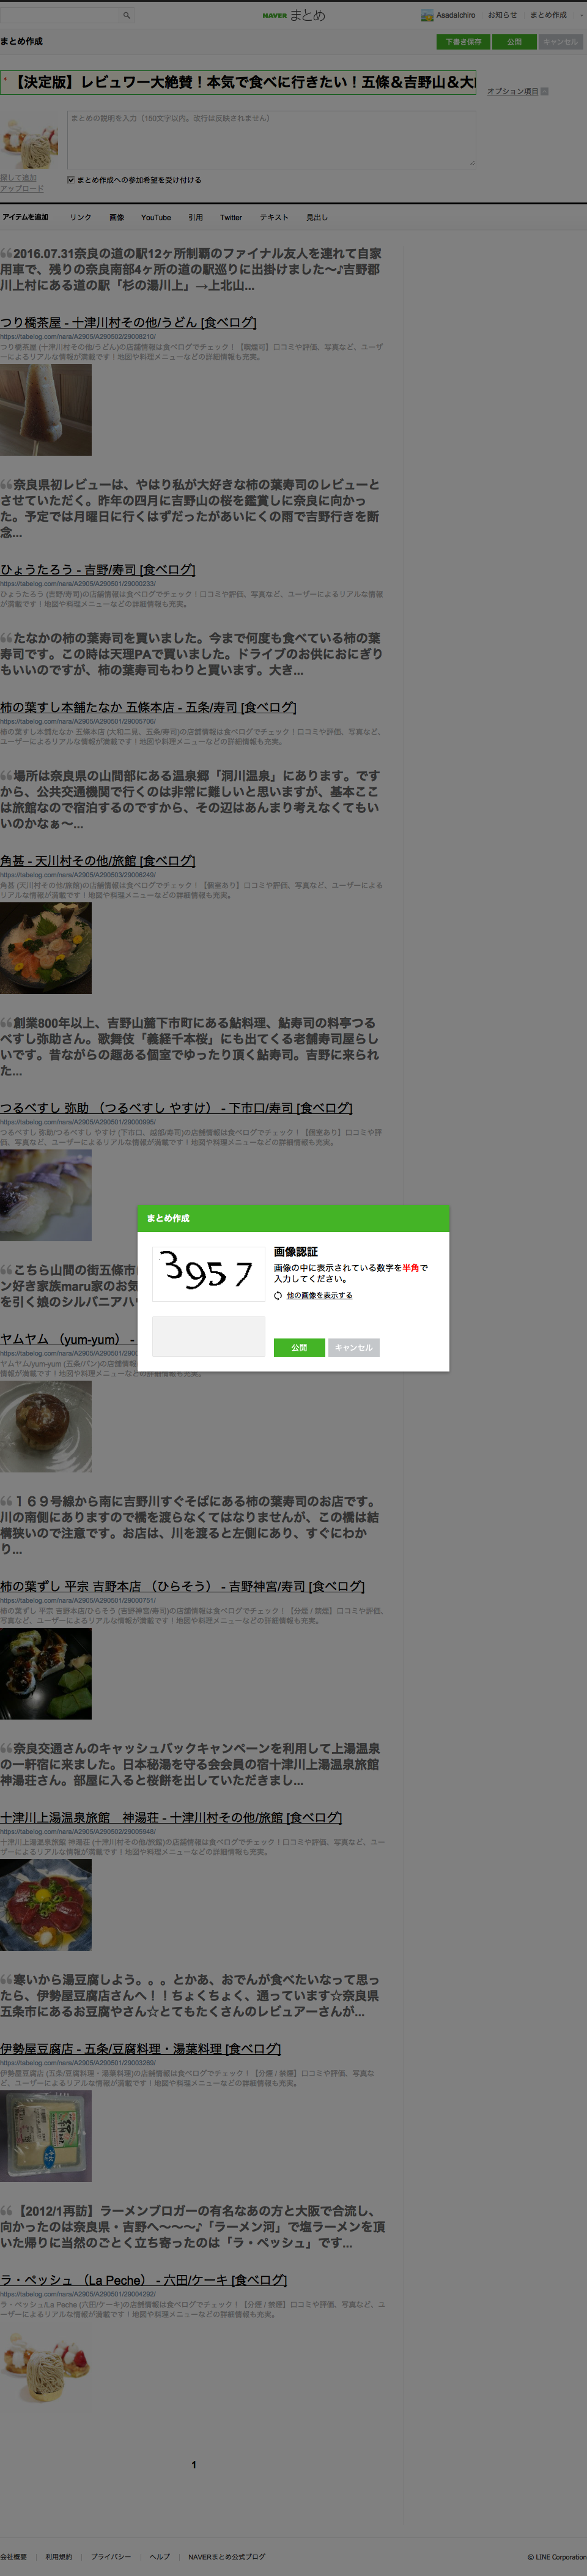 NAVER まとめ
AsadaIchiro お知らせ まとめ作成
まとめ作成
下書き保存 公開 キャンセル
* 【決定版】レビュワー大絶賛！本気で食べに行きたい！五條＆吉野山＆大
オプション項目
まとめの説明を入力（150文字以内。改行は反映されません）
探して追加
アップロード
まとめ作成への参加希望を受け付ける
アイテムを追加 リンク 画像 YouTube 引用 Twitter テキスト 見出し
2016.07.31奈良の道の駅12ヶ所制覇のファイナル友人を連れて自家
用車で、残りの奈良南部4ヶ所の道の駅巡りに出掛けました〜♪吉野郡
川上村にある道の駅「杉の湯川上」→上北山...
つり橋茶屋 - 十津川村その他/うどん [食べログ]
https://tabelog.com/nara/A2905/A290502/29008210/
つり橋茶屋 (十津川村その他/うどん)の店舗情報は食べログでチェック！【喫煙可】口コミや評価、写真など、ユーザ
ーによるリアルな情報が満載です！地図や料理メニューなどの詳細情報も充実。
奈良県初レビューは、やはり私が大好きな柿の葉寿司のレビューと
させていただく。昨年の四月に吉野山の桜を鑑賞しに奈良に向かっ
た。予定では月曜日に行くはずだったがあいにくの雨で吉野行きを断
念...
ひょうたろう - 吉野/寿司 [食べログ]
https://tabelog.com/nara/A2905/A290501/29000233/
ひょうたろう (吉野/寿司)の店舗情報は食べログでチェック！口コミや評価、写真など、ユーザーによるリアルな情報
が満載です！地図や料理メニューなどの詳細情報も充実。
たなかの柿の葉寿司を買いました。今まで何度も食べている柿の葉
寿司です。この時は天理PAで買いました。ドライブのお供におにぎり
もいいのですが、柿の葉寿司もわりと買います。大き...
柿の葉すし本舗たなか 五條本店 - 五条/寿司 [食べログ]
https://tabelog.com/nara/A2905/A290501/29005706/
柿の葉すし本舗たなか 五條本店 (大和二見、五条/寿司)の店舗情報は食べログでチェック！口コミや評価、写真など、
ユーザーによるリアルな情報が満載です！地図や料理メニューなどの詳細情報も充実。
場所は奈良県の山間部にある温泉郷「洞川温泉」にあります。です
から、公共交通機関で行くのは非常に難しいと思いますが、基本ここ
は旅館なので宿泊するのですから、その辺はあんまり考えなくてもい
いのかなぁ〜...
角甚 - 天川村その他/旅館 [食べログ]
https://tabelog.com/nara/A2905/A290503/29006249/
角甚 (天川村その他/旅館)の店舗情報は食べログでチェック！【個室あり】口コミや評価、写真など、ユーザーによる
リアルな情報が満載です！地図や料理メニューなどの詳細情報も充実。
創業800年以上、吉野山麓下市町にある鮎料理、鮎寿司の料亭つる
べすし弥助さん。歌舞伎「義経千本桜」にも出てくる老舗寿司屋らし
いです。昔ながらの趣ある個室でゆったり頂く鮎寿司。吉野に来られ
た...
つるべすし 弥助 （つるべすし やすけ） - 下市口/寿司 [食べログ]
https://tabelog.com/nara/A2905/A290501/29000995/
つるべすし 弥助/つるべすし やすけ (下市口、越部/寿司)の店舗情報は食べログでチェック！【個室あり】口コミや評
価、写真など、ユーザーによるリアルな情報が満載です！地図や料理メニューなどの詳細情報も充実。
まとめ作成
3957
画像認証
画像の中に表示されている数字を半角で
入力してください。
他の画像を表示する
公開 キャンセル
こちら山間の街五條市に
ン好き家族maru家のお気
を引く娘のシルバニアハ
ヤムヤム （yum-yum） -
https://tabelog.com/nara/A2905/A290501/2900
ヤムヤム/yum-yum (五条/パン)の店舗情報
す！地図や料理メニューなどの詳細情報も充実。
１６９号線から南に吉野川すぐそばにある柿の葉寿司のお店です。
川の南側にありますので橋を渡らなくてはなりませんが、この橋は結
構狭いので注意です。お店は、川を渡ると左側にあり、すぐにわか
り...
柿の葉ずし 平宗 吉野本店 （ひらそう） - 吉野神宮/寿司 [食べログ]
https://tabelog.com/nara/A2905/A290501/29000751/
柿の葉ずし 平宗 吉野本店/ひらそう (吉野神宮/寿司)の店舗情報は食べログでチェック！【分煙 / 禁煙】口コミや評価、
写真など、ユーザーによるリアルな情報が満載です！地図や料理メニューなどの詳細情報も充実。
奈良交通さんのキャッシュバックキャンペーンを利用して上湯温泉
の一軒宿に来ました。日本秘湯を守る会会員の宿十津川上湯温泉旅館
神湯荘さん。部屋に入ると桜餅を出していただきまし...
十津川上湯温泉旅館　神湯荘 - 十津川村その他/旅館 [食べログ]
https://tabelog.com/nara/A2905/A290502/29005948/
十津川上湯温泉旅館 神湯荘 (十津川村その他/旅館)の店舗情報は食べログでチェック！口コミや評価、写真など、ユー
ザーによるリアルな情報が満載です！地図や料理メニューなどの詳細情報も充実。
寒いから湯豆腐しよう。。。とかあ、おでんが食べたいなって思っ
たら、伊勢屋豆腐店さんへ！！ちょくちょく、通っています☆奈良県
五条市にあるお豆腐やさん☆とてもたくさんのレビュアーさんが...
伊勢屋豆腐店 - 五条/豆腐料理・湯葉料理 [食べログ]
https://tabelog.com/nara/A2905/A290501/29003269/
伊勢屋豆腐店 (五条/豆腐料理・湯葉料理)の店舗情報は食べログでチェック！【分煙 / 禁煙】口コミや評価、写真な
ど、ユーザーによるリアルな情報が満載です！地図や料理メニューなどの詳細情報も充実。
【2012/1再訪】ラーメンブロガーの有名なあの方と大阪で合流し、
向かったのは奈良県・吉野へ〜〜〜♪「ラーメン河」で塩ラーメンを頂
いた帰りに当然のごとく立ち寄ったのは「ラ・ペッシュ」です...
ラ・ペッシュ （La Peche） - 六田/ケーキ [食べログ]
https://tabelog.com/nara/A2905/A290501/29004292/
ラ・ペッシュ/La Peche (六田/ケーキ)の店舗情報は食べログでチェック！【分煙 / 禁煙】口コミや評価、写真など、ユ
ーザーによるリアルな情報が満載です！地図や料理メニューなどの詳細情報も充実。
1
会社概要 利用規約 プライバシー ヘルプ NAVERまとめ公式ブログ
© LINE Corporation